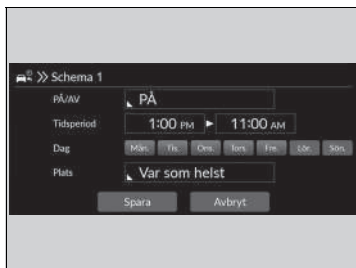 Schema 1
PÅ/AV PÅ
Tidsperiod 1:00 PM 11:00 AM
Dag Mån. Tis. Ons. Tors. Fre. Lör. Sön.
Plats Var som helst
Spara Avbryt